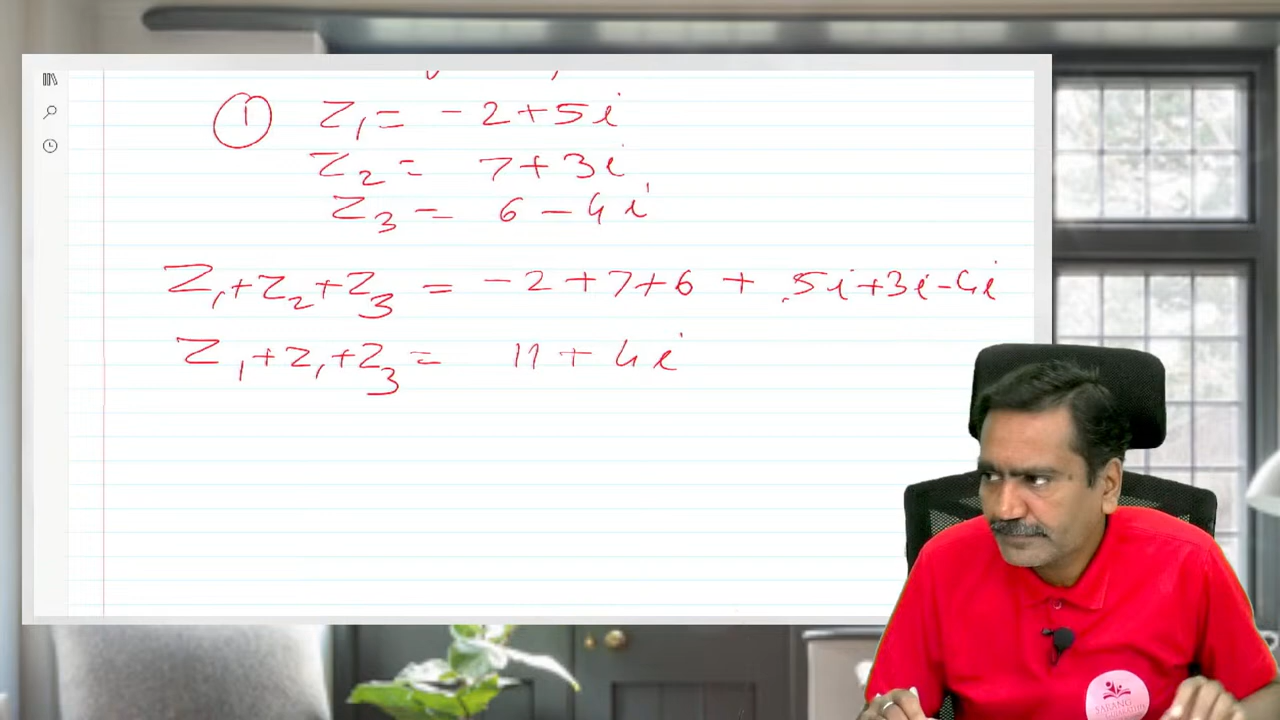 ① Z₁ = -2+5i
Z₂ = 7+3i
Z₃ = 6-4i
Z₁+Z₂+Z₃ = -2+7+6 + 5i+3i-4i
Z₁+Z₁+Z₃ = 11+4i
SARANG